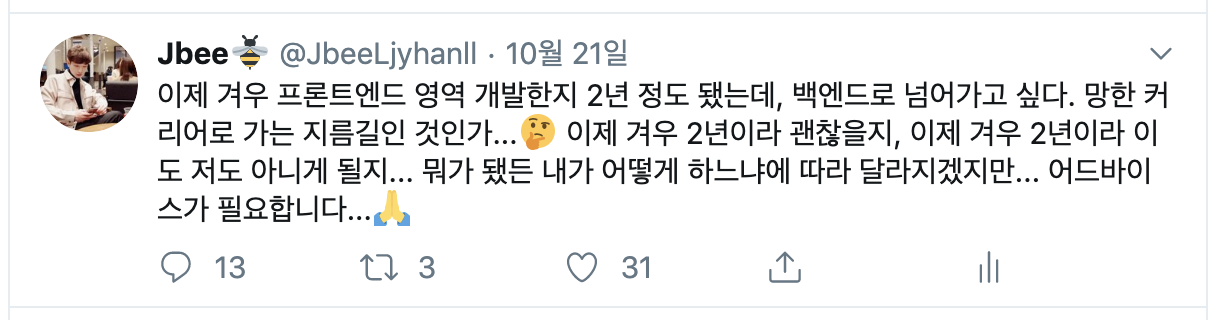 Jbee🐝 @JbeeLjyhanll · 10월 21일
이제 겨우 프론트엔드 영역 개발한지 2년 정도 됐는데, 백엔드로 넘어가고 싶다. 망한 커
리어로 가는 지름길인 것인가...🤔 이제 겨우 2년이라 괜찮을지, 이제 겨우 2년이라 이
도 저도 아니게 될지... 뭐가 됐든 내가 어떻게 하느냐에 따라 달라지겠지만... 어드바이
스가 필요합니다...🙏
13 3 31